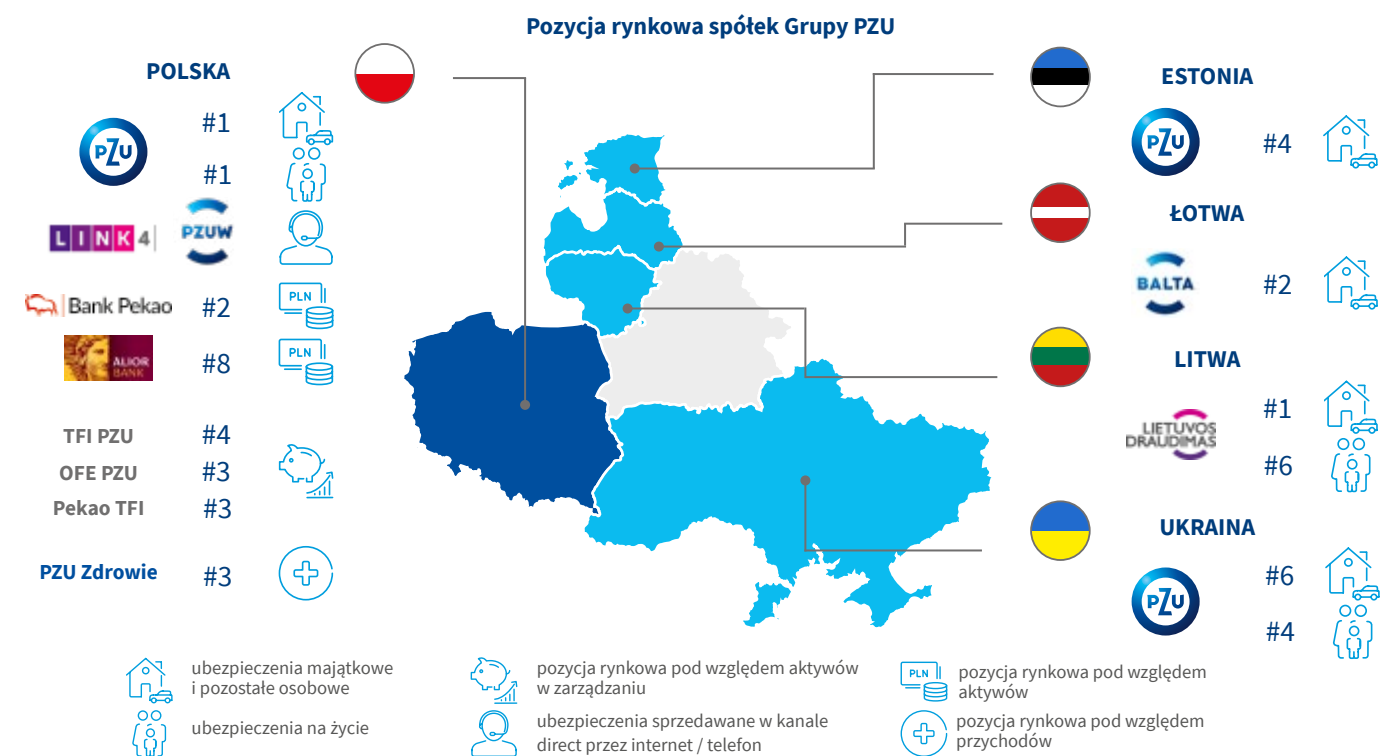 Pozycja rynkowa spółek Grupy PZU
POLSKA
PZU
#1
#1
LINK4
PZUW
Bank Pekao
#2
PLN
ALIOR
BANK
#8
PLN
TFI PZU
#4
OFE PZU
#3
Pekao TFI
#3
PZU Zdrowie
#3
ESTONIA
PZU
#4
ŁOTWA
BALTA
#2
LITWA
LIETUVOS
DRAUDIMAS
#1
#6
UKRAINA
PZU
#6
#4
ubezpieczenia majątkowe
i pozostałe osobowe
ubezpieczenia na życie
pozycja rynkowa pod względem aktywów
w zarządzaniu
ubezpieczenia sprzedawane w kanale
direct przez internet / telefon
PLN
pozycja rynkowa pod względem
aktywów
pozycja rynkowa pod względem
przychodów